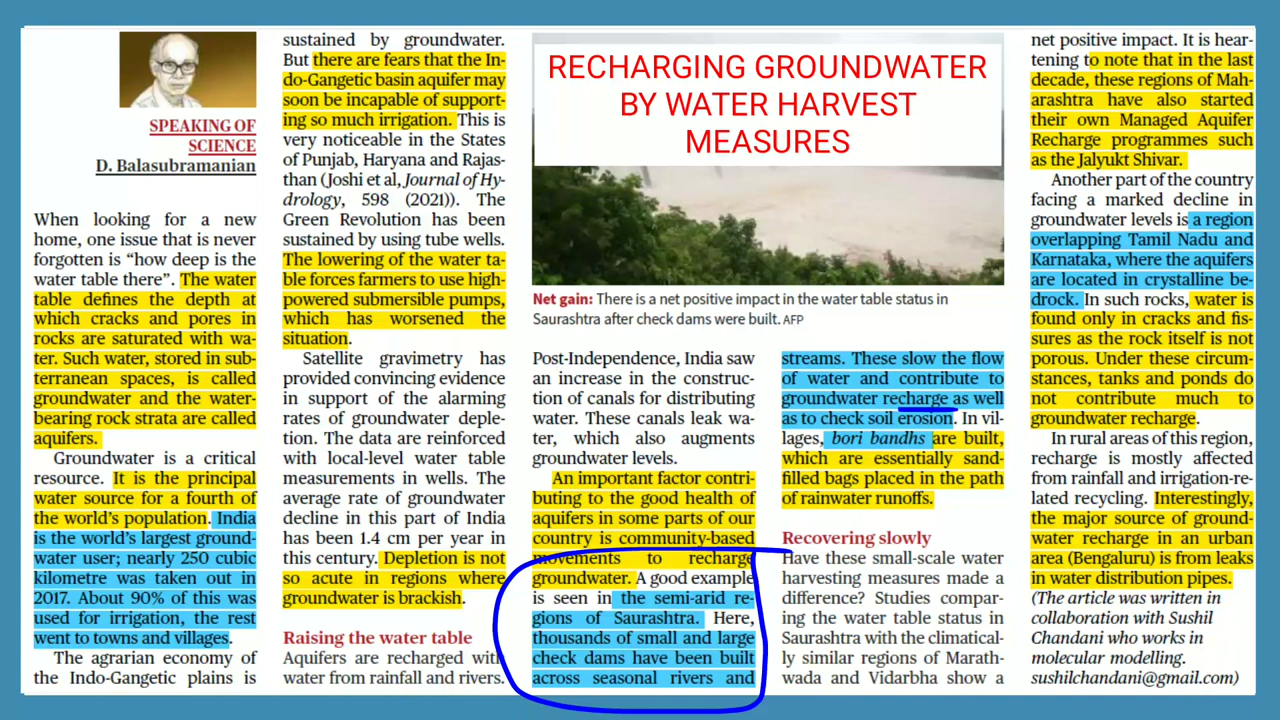 SPEAKING OF
SCIENCE
D. Balasubramanian
When looking for a new
home, one issue that is never
forgotten is “how deep is the
water table there”. The water
table defines the depth at
which cracks and pores in
rocks are saturated with wa-
ter. Such water, stored in sub-
terranean spaces, is called
groundwater and the water-
bearing rock strata are called
aquifers.
Groundwater is a critical
resource. It is the principal
water source for a fourth of
the world’s population. India
is the world’s largest ground-
water user; nearly 250 cubic
kilometre was taken out in
2017. About 90% of this was
used for irrigation, the rest
went to towns and villages.
The agrarian economy of
the Indo-Gangetic plains is
sustained by groundwater.
But there are fears that the In-
do-Gangetic basin aquifer may
soon be incapable of support-
ing so much irrigation. This is
very noticeable in the States
of Punjab, Haryana and Rajas-
than (Joshi et al, Journal of Hy-
drology, 598 (2021)). The
Green Revolution has been
sustained by using tube wells.
The lowering of the water ta-
ble forces farmers to use high-
powered submersible pumps,
which has worsened the
situation.
Satellite gravimetry has
provided convincing evidence
in support of the alarming
rates of groundwater deple-
tion. The data are reinforced
with local-level water table
measurements in wells. The
average rate of groundwater
decline in this part of India
has been 1.4 cm per year in
this century. Depletion is not
so acute in regions where
groundwater is brackish.
Raising the water table
Aquifers are recharged with
water from rainfall and rivers.
RECHARGING GROUNDWATER
BY WATER HARVEST
MEASURES
Net gain: There is a net positive impact in the water table status in
Saurashtra after check dams were built. AFP
Post-Independence, India saw
an increase in the construc-
tion of canals for distributing
water. These canals leak wa-
ter, which also augments
groundwater levels.
An important factor contri-
buting to the good health of
aquifers in some parts of our
country is community-based
movements to recharge
groundwater. A good example
is seen in the semi-arid re-
gions of Saurashtra. Here,
thousands of small and large
check dams have been built
across seasonal rivers and
streams. These slow the flow
of water and contribute to
groundwater recharge as well
as to check soil erosion. In vil-
lages, bori bandhs are built,
which are essentially sand-
filled bags placed in the path
of rainwater runoffs.
Recovering slowly
Have these small-scale water
harvesting measures made a
difference? Studies compar-
ing the water table status in
Saurashtra with the climatical-
ly similar regions of Marath-
wada and Vidarbha show a
net positive impact. It is hear-
tening to note that in the last
decade, these regions of Mah-
arashtra have also started
their own Managed Aquifer
Recharge programmes such
as the Jalyukt Shivar.
Another part of the country
facing a marked decline in
groundwater levels is a region
overlapping Tamil Nadu and
Karnataka, where the aquifers
are located in crystalline be-
drock. In such rocks, water is
found only in cracks and fis-
sures as the rock itself is not
porous. Under these circum-
stances, tanks and ponds do
not contribute much to
groundwater recharge.
In rural areas of this region,
recharge is mostly affected
from rainfall and irrigation-re-
lated recycling. Interestingly,
the major source of ground-
water recharge in an urban
area (Bengaluru) is from leaks
in water distribution pipes.
(The article was written in
collaboration with Sushil
Chandani who works in
molecular modelling.
sushilchandani@gmail.com)